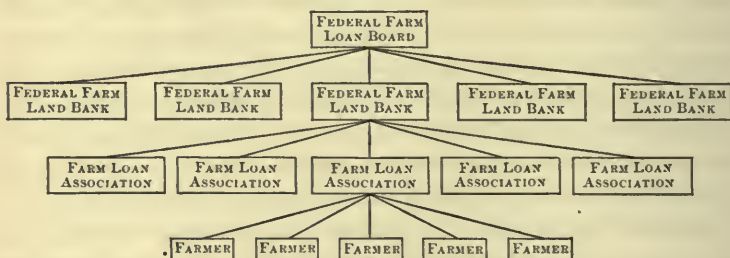 FEDERAL FARM
LOAN BOARD
FEDERAL FARM
LAND BANK
FEDERAL FARM
LAND BANK
FEDERAL FARM
LAND BANK
FEDERAL FARM
LAND BANK
FEDERAL FARM
LAND BANK
FARM LOAN
ASSOCIATION
FARM LOAN
ASSOCIATION
FARM LOAN
ASSOCIATION
FARM LOAN
ASSOCIATION
FARM LOAN
ASSOCIATION
FARMER
FARMER
FARMER
FARMER
FARMER